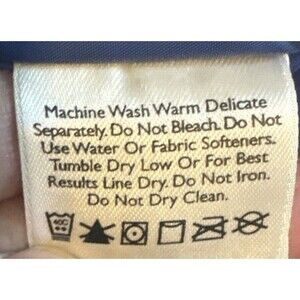 Machine Wash Warm Delicate
Separately. Do Not Bleach. Do Not
Use Water Or Fabric Softeners.
Tumble Dry Low Or For Best
Results Line Dry. Do Not Iron.
Do Not Dry Clean.
40C